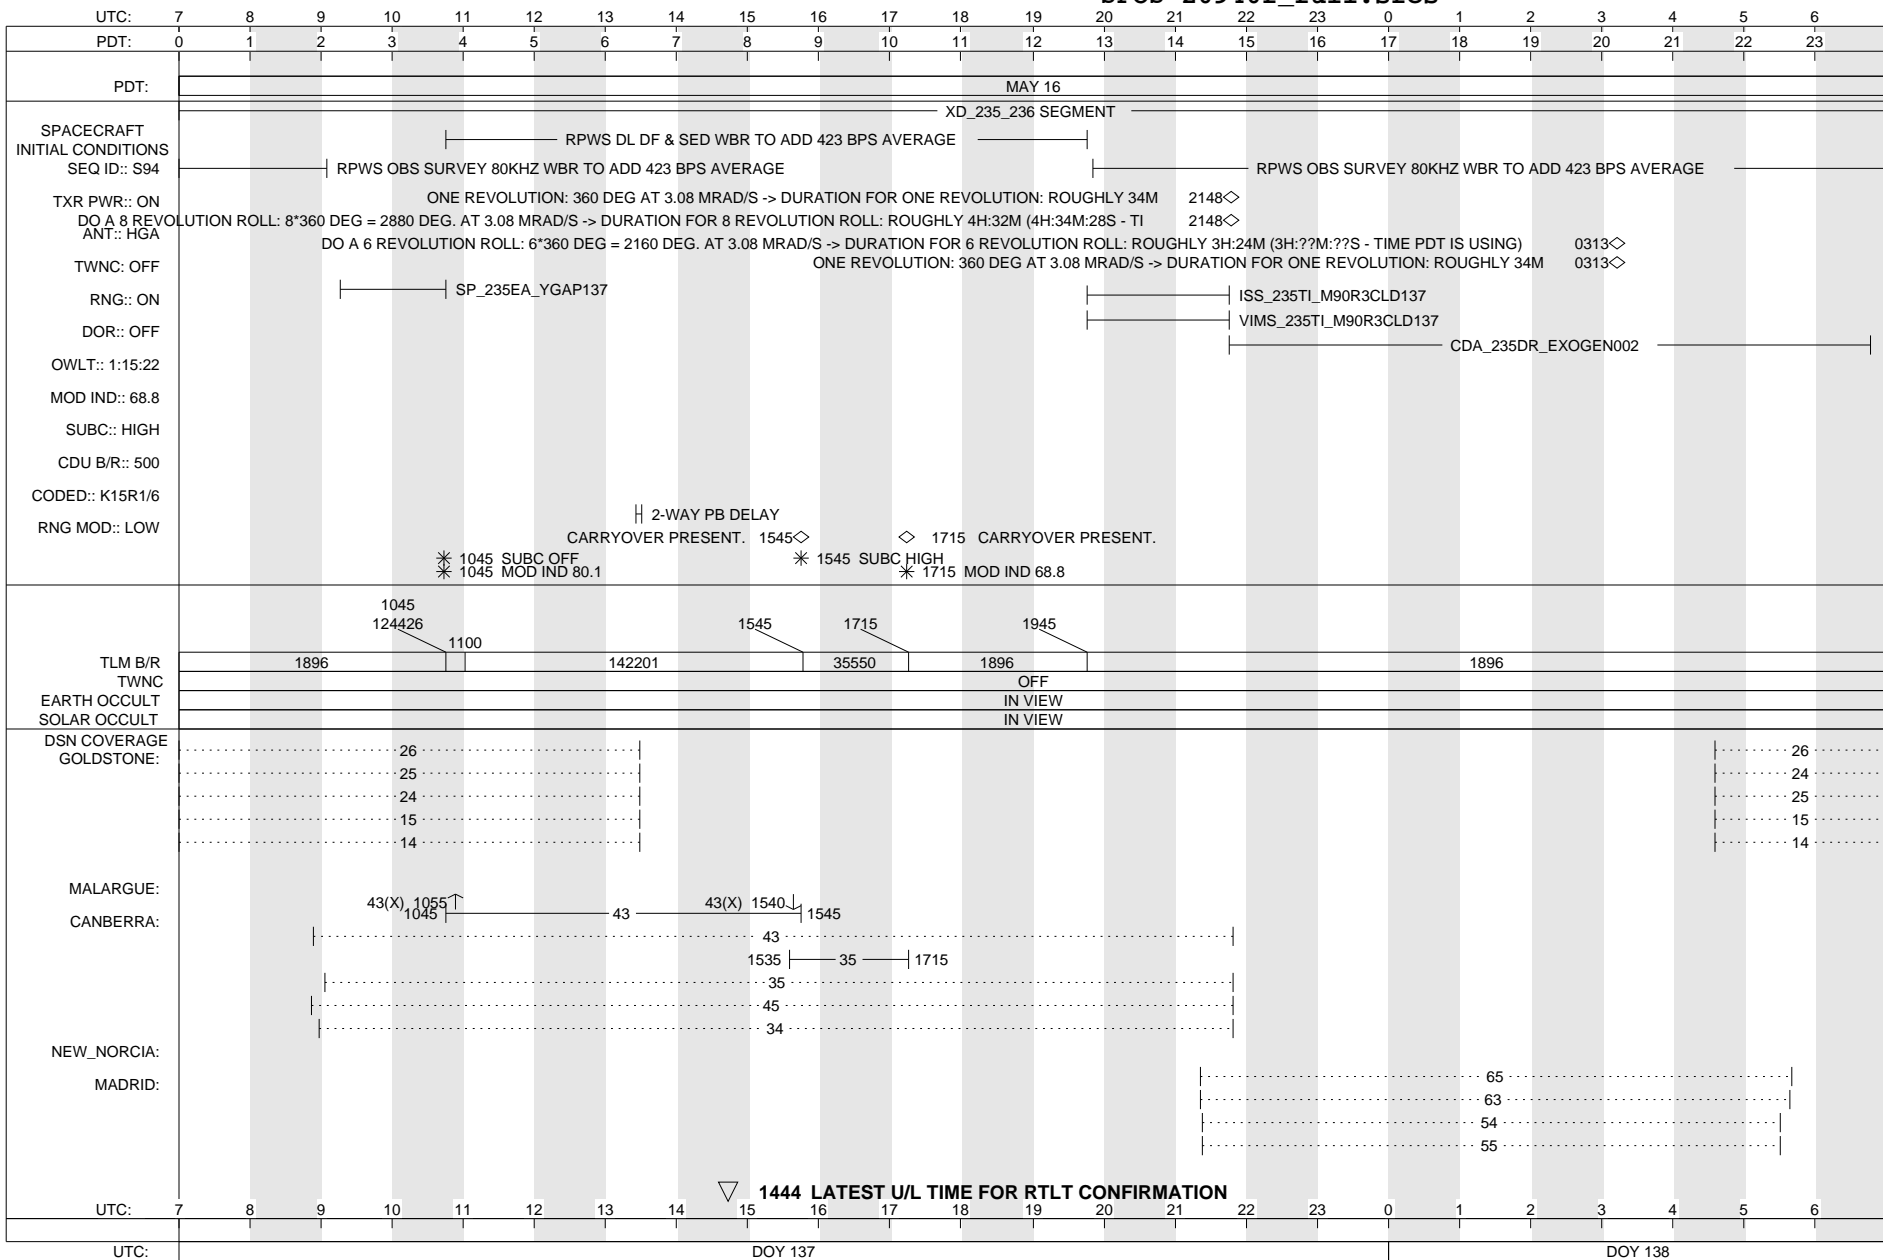 UTC: 7 8 9 10 11 12 13 14 15 16 17 18 19 20 21 22 23 0 1 2 3 4 5 6
PDT: 0 1 2 3 4 5 6 7 8 9 10 11 12 13 14 15 16 17 18 19 20 21 22 23
PDT: MAY 16
XD_235_236 SEGMENT
SPACECRAFT
INITIAL CONDITIONS
RPWS DL DF & SED WBR TO ADD 423 BPS AVERAGE
SEQ ID:: S94
RPWS OBS SURVEY 80KHZ WBR TO ADD 423 BPS AVERAGE
RPWS OBS SURVEY 80KHZ WBR TO ADD 423 BPS AVERAGE
TXR PWR:: ON
ONE REVOLUTION: 360 DEG AT 3.08 MRAD/S -> DURATION FOR ONE REVOLUTION: ROUGHLY 34M 2148
DO A 8 REVOLUTION ROLL: 8*360 DEG = 2880 DEG. AT 3.08 MRAD/S -> DURATION FOR 8 REVOLUTION ROLL: ROUGHLY 4H:32M (4H:34M:28S - TI 2148
ANT:: HGA
DO A 6 REVOLUTION ROLL: 6*360 DEG = 2160 DEG. AT 3.08 MRAD/S -> DURATION FOR 6 REVOLUTION ROLL: ROUGHLY 3H:24M (3H:??M:??S - TIME PDT IS USING) 0313
ONE REVOLUTION: 360 DEG AT 3.08 MRAD/S -> DURATION FOR ONE REVOLUTION: ROUGHLY 34M 0313
TWNC: OFF
SP_235EA_YGAP137
ISS_235TI_M90R3CLD137
RNG:: ON
VIMS_235TI_M90R3CLD137
DOR:: OFF
CDA_235DR_EXOGEN002
OWLT:: 1:15:22
MOD IND:: 68.8
SUBC:: HIGH
CDU B/R:: 500
CODED:: K15R1/6
2-WAY PB DELAY
RNG MOD:: LOW
CARRYOVER PRESENT. 1545
1715 CARRYOVER PRESENT.
1045 SUBC OFF
1545 SUBC HIGH
1045 MOD IND 80.1
1715 MOD IND 68.8
1045
124426 1545 1715 1945
1100
TLM B/R 1896 142201 35550 1896 1896
TWNC OFF
EARTH OCCULT IN VIEW
SOLAR OCCULT IN VIEW
DSN COVERAGE
GOLDSTONE:
26 26
25 24
24 25
15 15
14 14
MALARGUE:
43(X) 1055 43(X) 1540
1045 43 1545
CANBERRA:
43
1535 35 1715
35
45
34
NEW_NORCIA:
MADRID:
65
63
54
55
1444 LATEST U/L TIME FOR RTLT CONFIRMATION
UTC: 7 8 9 10 11 12 13 14 15 16 17 18 19 20 21 22 23 0 1 2 3 4 5 6
UTC: DOY 137 DOY 138